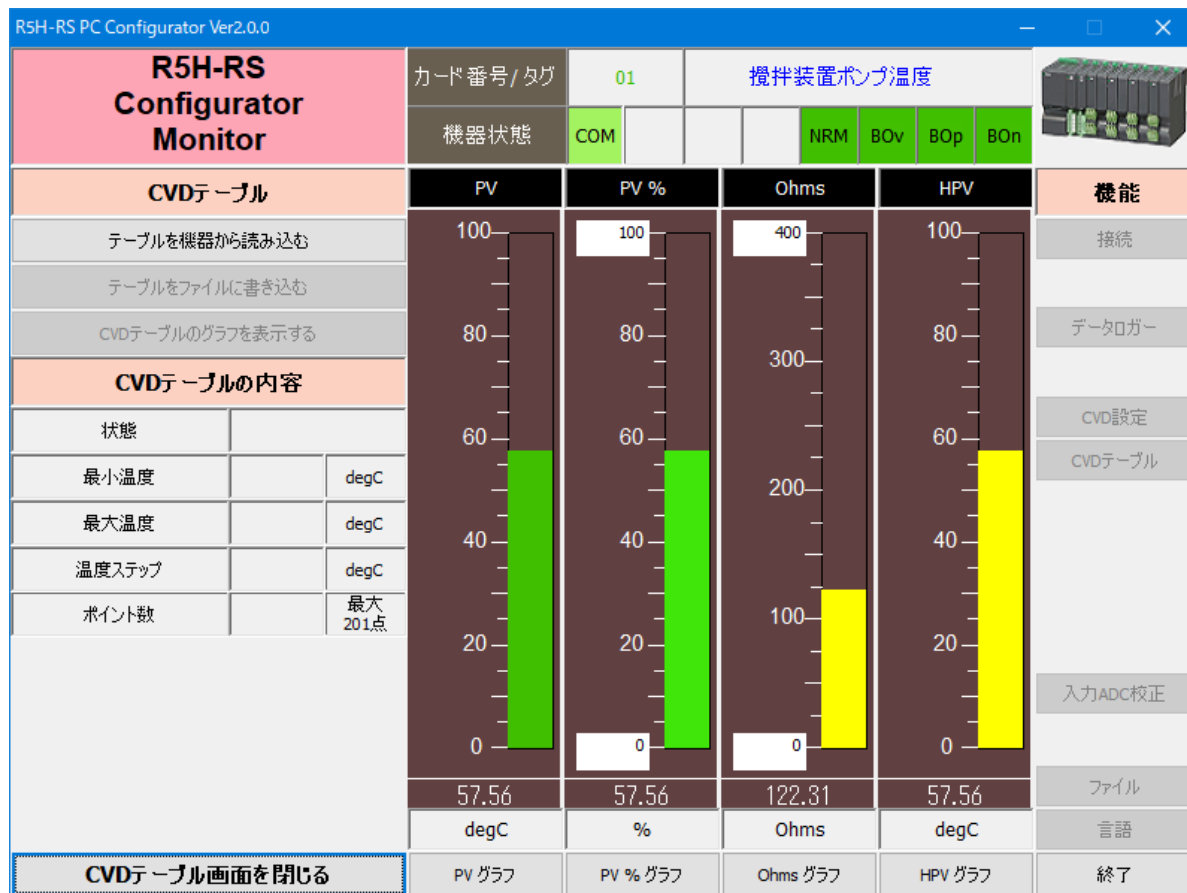 R5H-RS PC Configurator Ver2.0.0
R5H-RS
Configurator
Monitor
カード番号/タグ
01
攪拌装置ポンプ温度
機器状態
COM
NRM
BOv
BOp
BOn
CVDテーブル
テーブルを機器から読み込む
テーブルをファイルに書き込む
CVDテーブルのグラフを表示する
CVDテーブルの内容
状態
最小温度
degC
最大温度
degC
温度ステップ
degC
ポイント数
最大
201点
CVDテーブル画面を閉じる
PV
100
80
60
40
20
0
57.56
degC
PV グラフ
PV %
100
80
60
40
20
0
57.56
%
PV % グラフ
Ohms
400
300
200
100
0
122.31
Ohms
Ohms グラフ
HPV
100
80
60
40
20
0
57.56
degC
HPV グラフ
機能
接続
データロガー
CVD設定
CVDテーブル
入力ADC校正
ファイル
言語
終了